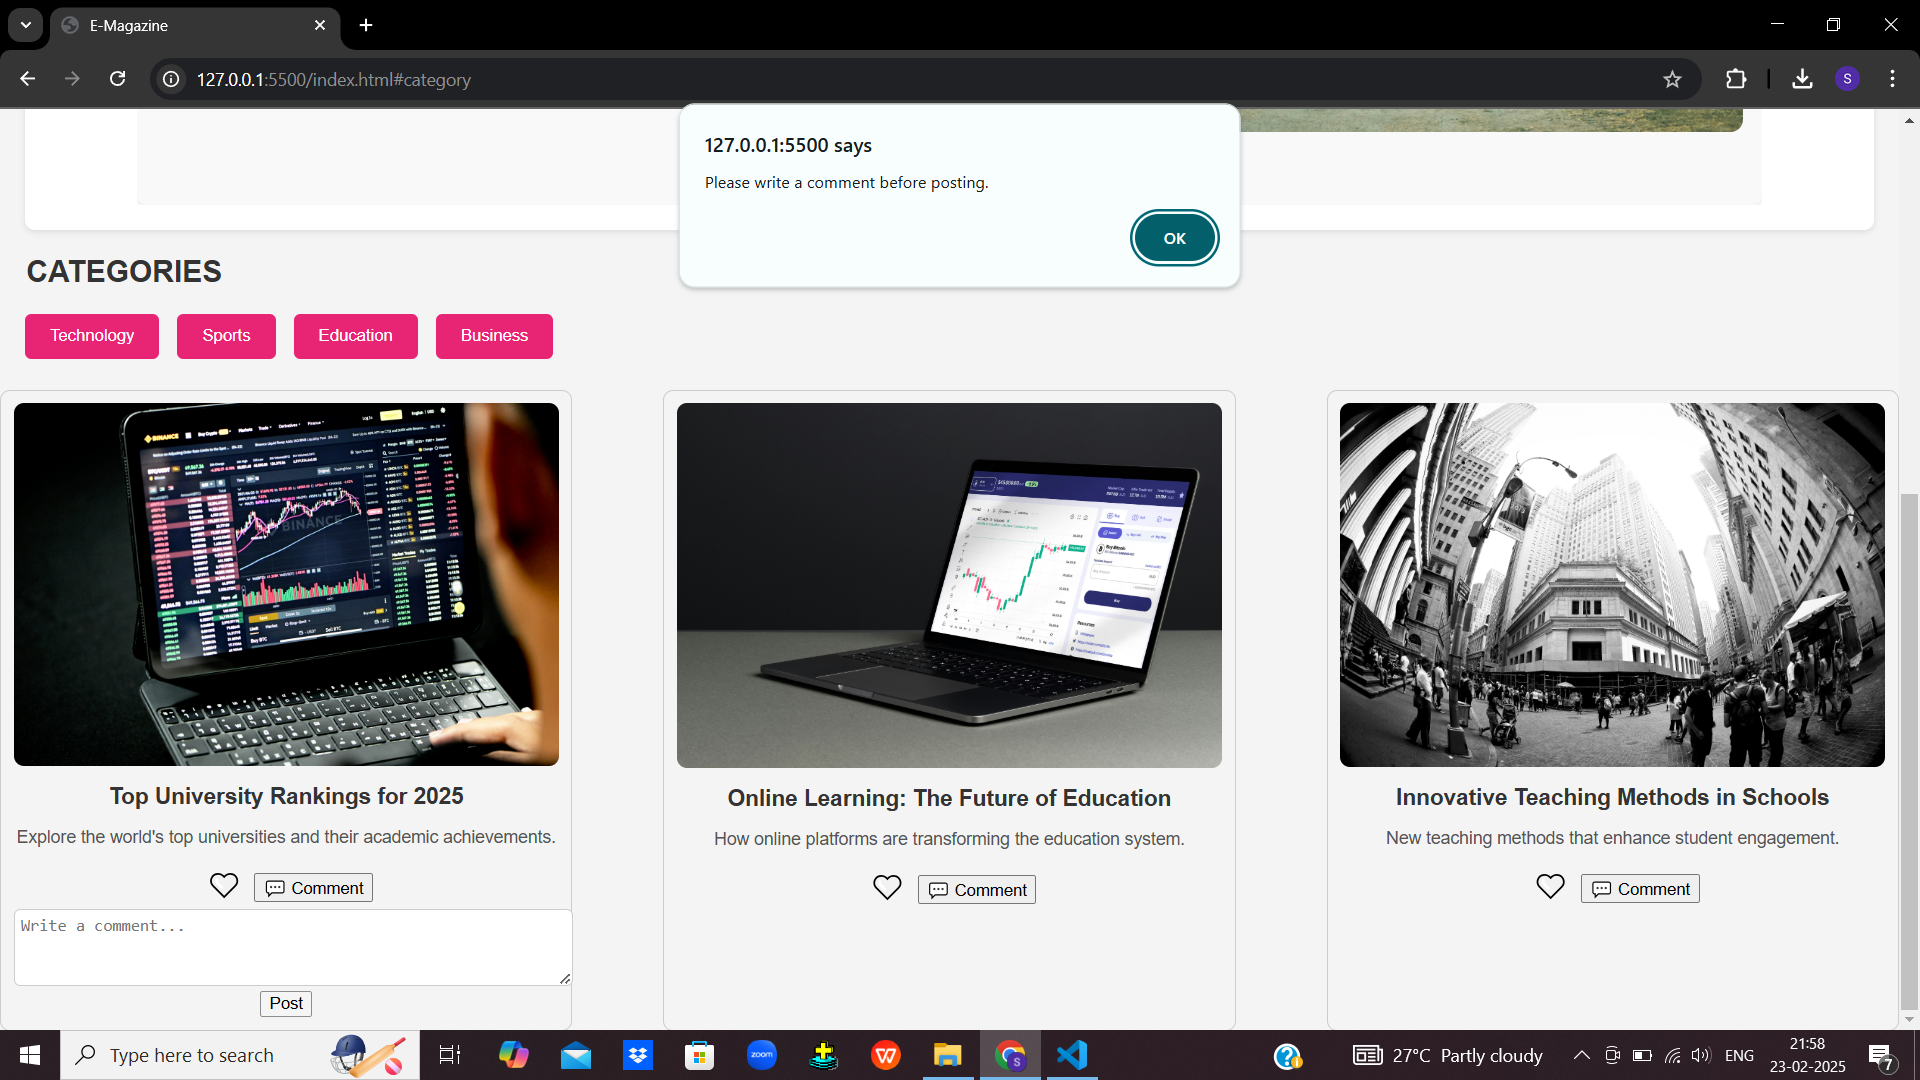 E-Magazine
127.0.0.1:5500/index.html#category
S
127.0.0.1:5500 says
Please write a comment before posting.
OK
CATEGORIES
Technology
Sports
Education
Business
BINANCE
BINANCE
Top University Rankings for 2025
Explore the world's top universities and their academic achievements.
Comment
Write a comment...
Post
Online Learning: The Future of Education
How online platforms are transforming the education system.
Comment
Innovative Teaching Methods in Schools
New teaching methods that enhance student engagement.
Comment
Type here to search
zoom
W
S
27°C Partly cloudy
ENG
21:58
23-02-2025
7